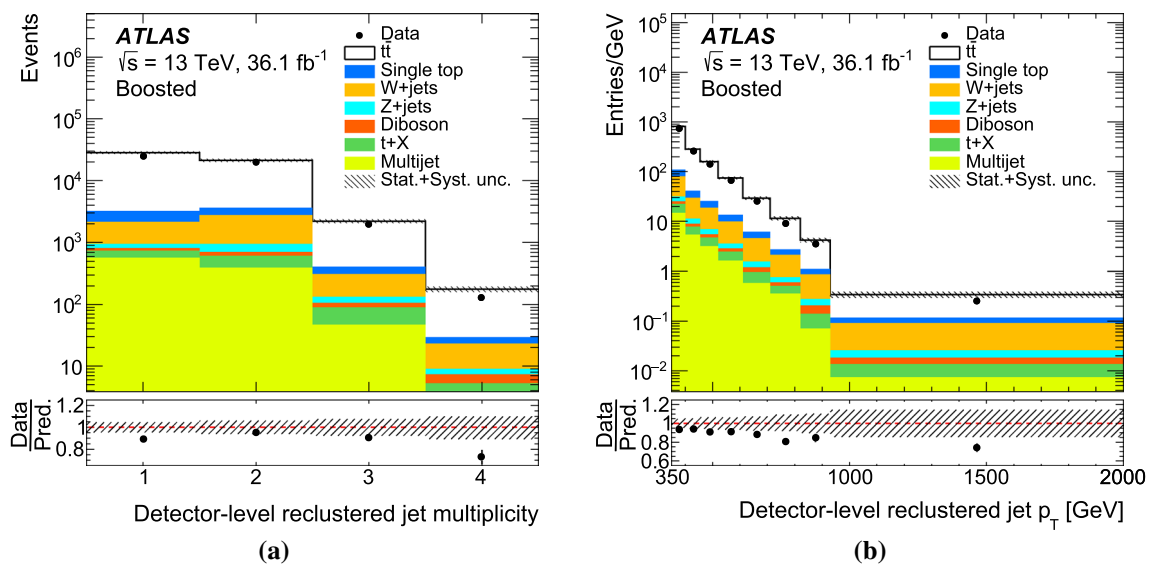 Events
10⁶
10⁵
10⁴
10³
10²
10
ATLAS
√s = 13 TeV, 36.1 fb⁻¹
Boosted
Data
tt̄
Single top
W+jets
Z+jets
Diboson
t+X
Multijet
Stat.+Syst. unc.
Data
Pred.
1.2
1
0.8
1 2 3 4
Detector-level reclustered jet multiplicity
(a)
Entries/GeV
10⁵
10⁴
10³
10²
10
1
10⁻¹
10⁻²
ATLAS
√s = 13 TeV, 36.1 fb⁻¹
Boosted
Data
tt̄
Single top
W+jets
Z+jets
Diboson
t+X
Multijet
Stat.+Syst. unc.
Data
Pred.
1.2
1
0.8
0.6
350 1000 1500 2000
Detector-level reclustered jet p_T [GeV]
(b)